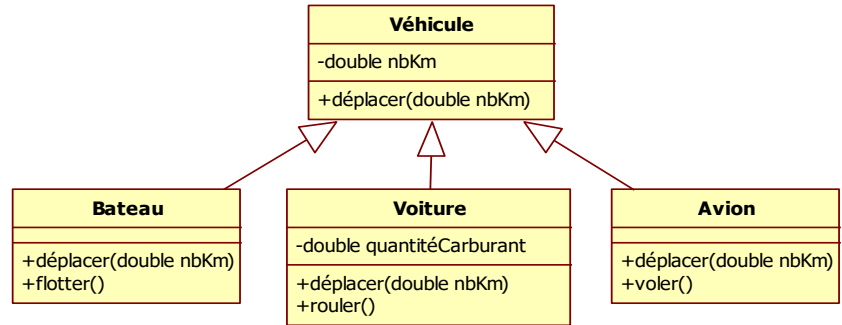 Véhicule
-double nbKm
+déplacer(double nbKm)
Bateau
+déplacer(double nbKm)
+flotter()
Voiture
-double quantitéCarburant
+déplacer(double nbKm)
+rouler()
Avion
+déplacer(double nbKm)
+voler()